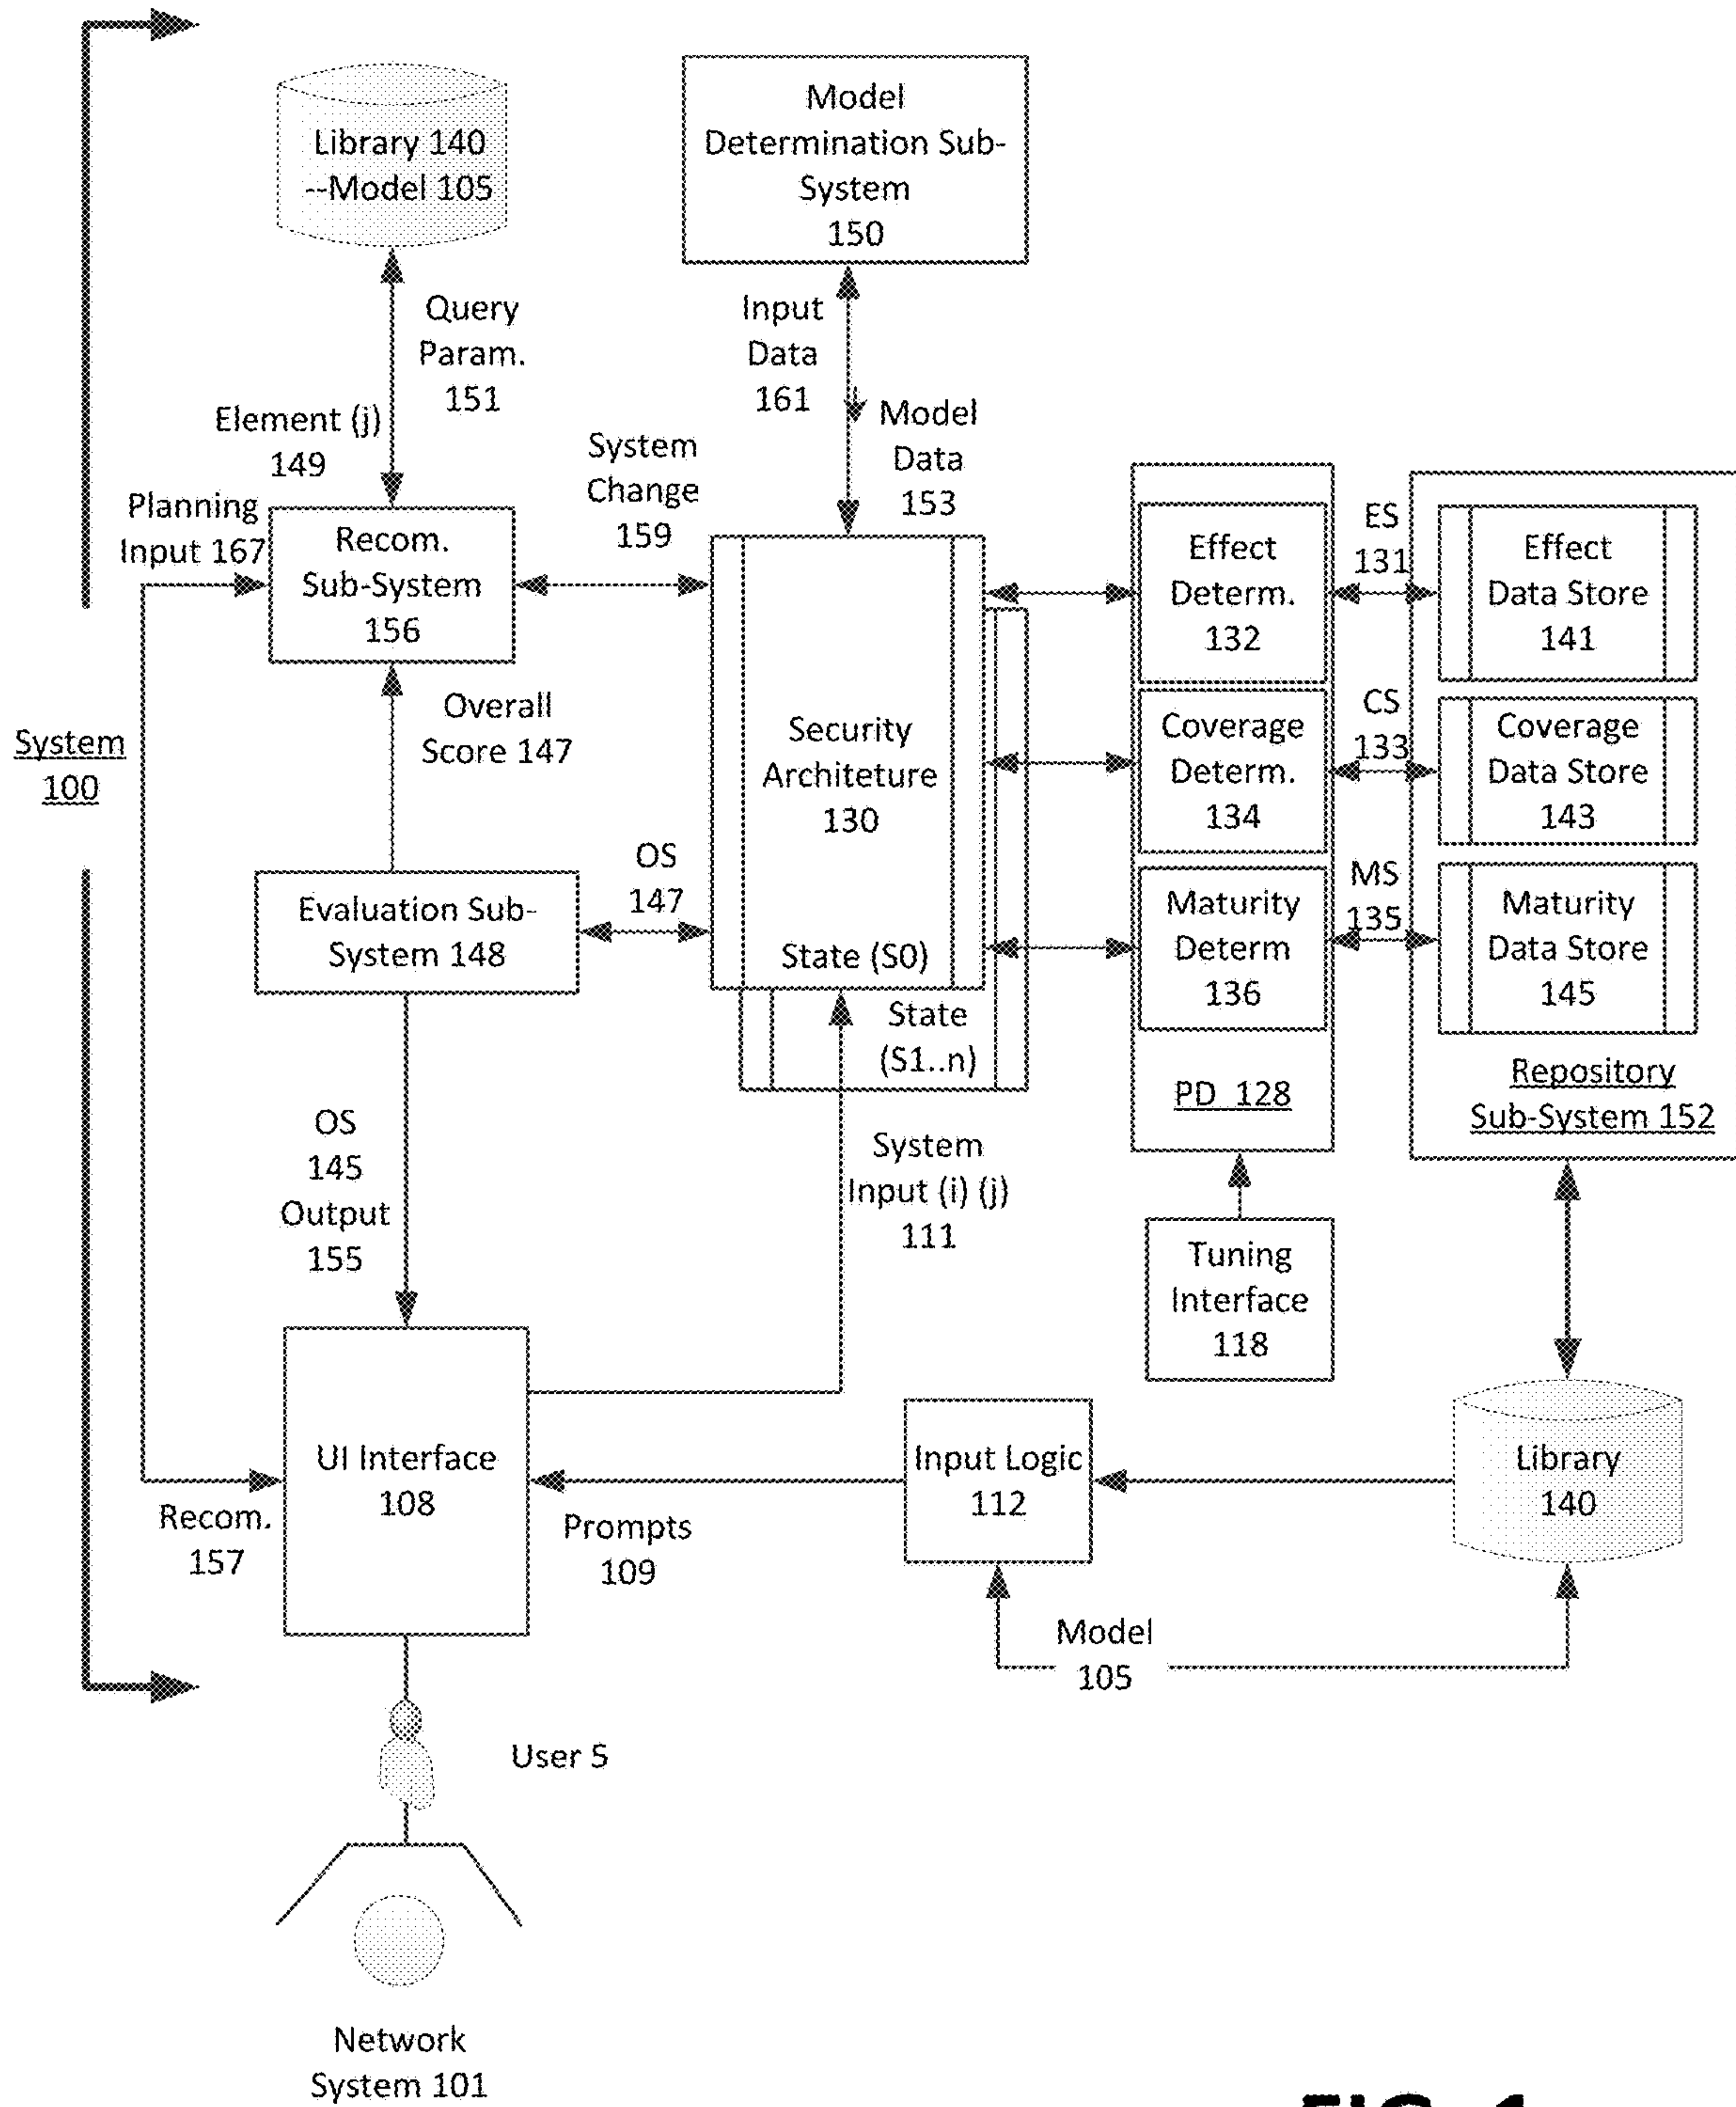 Library 140
--Model 105
Model
Determination Sub-
System
150
Query
Param.
151
Input
Data
161
Element (j)
149
Model
Data
153
System
Change
159
Planning
Input 167
Recom.
Sub-System
156
Effect
Determ.
132
ES
131
Effect
Data Store
141
Overall
Score 147
System
100
Security
Architeture
130
State (S0)
State
(S1..n)
Coverage
Determ.
134
CS
133
Coverage
Data Store
143
Evaluation Sub-
System 148
OS
147
Maturity
Determ
136
MS
135
Maturity
Data Store
145
PD 128
Repository
Sub-System 152
OS
145
Output
155
System
Input (i) (j)
111
Tuning
Interface
118
UI Interface
108
Input Logic
112
Library
140
Recom.
157
Prompts
109
Model
105
User 5
Network
System 101